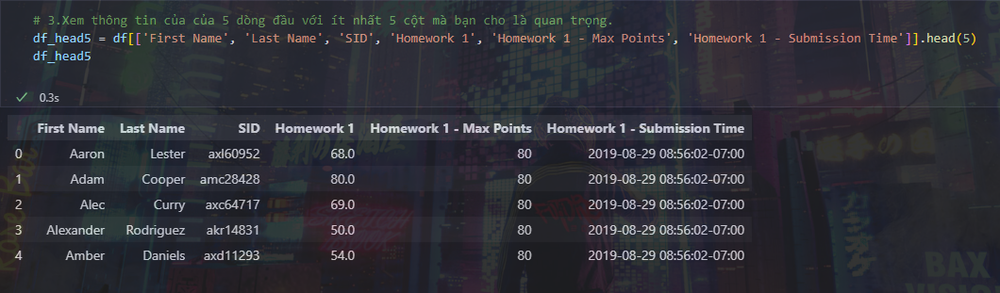 # 3.Xem thông tin của của 5 dòng đầu với ít nhất 5 cột mà bạn cho là quan trọng.
df_head5 = df[['First Name', 'Last Name', 'SID', 'Homework 1', 'Homework 1 - Max Points', 'Homework 1 - Submission Time']].head(5)
df_head5
0.3s
First Name Last Name SID Homework 1 Homework 1 - Max Points Homework 1 - Submission Time
0 Aaron Lester axl60952 68.0 80 2019-08-29 08:56:02-07:00
1 Adam Cooper amc28428 80.0 80 2019-08-29 08:56:02-07:00
2 Alec Curry axc64717 69.0 80 2019-08-29 08:56:02-07:00
3 Alexander Rodriguez akr14831 50.0 80 2019-08-29 08:56:02-07:00
4 Amber Daniels axd11293 54.0 80 2019-08-29 08:56:02-07:00
BAX